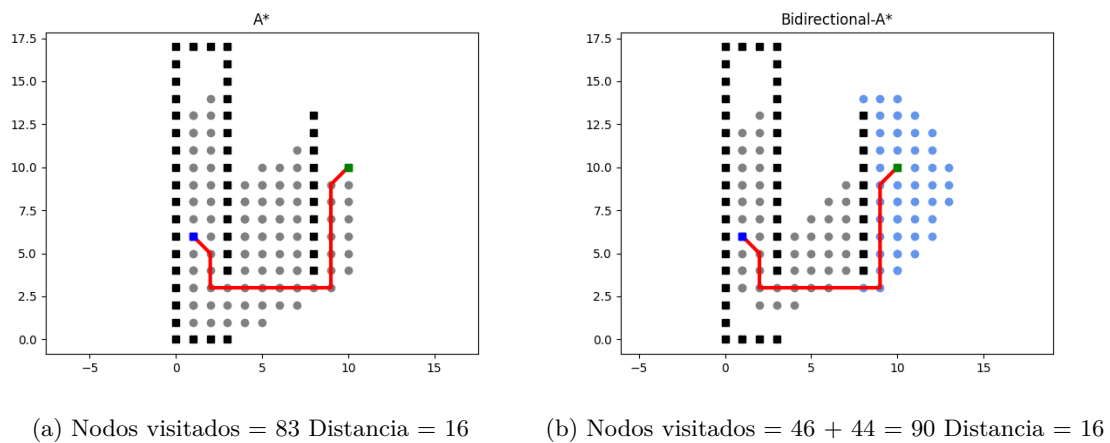 A*
17.5
15.0
12.5
10.0
7.5
5.0
2.5
0.0
−5 0 5 10 15
(a) Nodos visitados = 83 Distancia = 16
Bidirectional-A*
17.5
15.0
12.5
10.0
7.5
5.0
2.5
0.0
−5 0 5 10 15
(b) Nodos visitados = 46 + 44 = 90 Distancia = 16